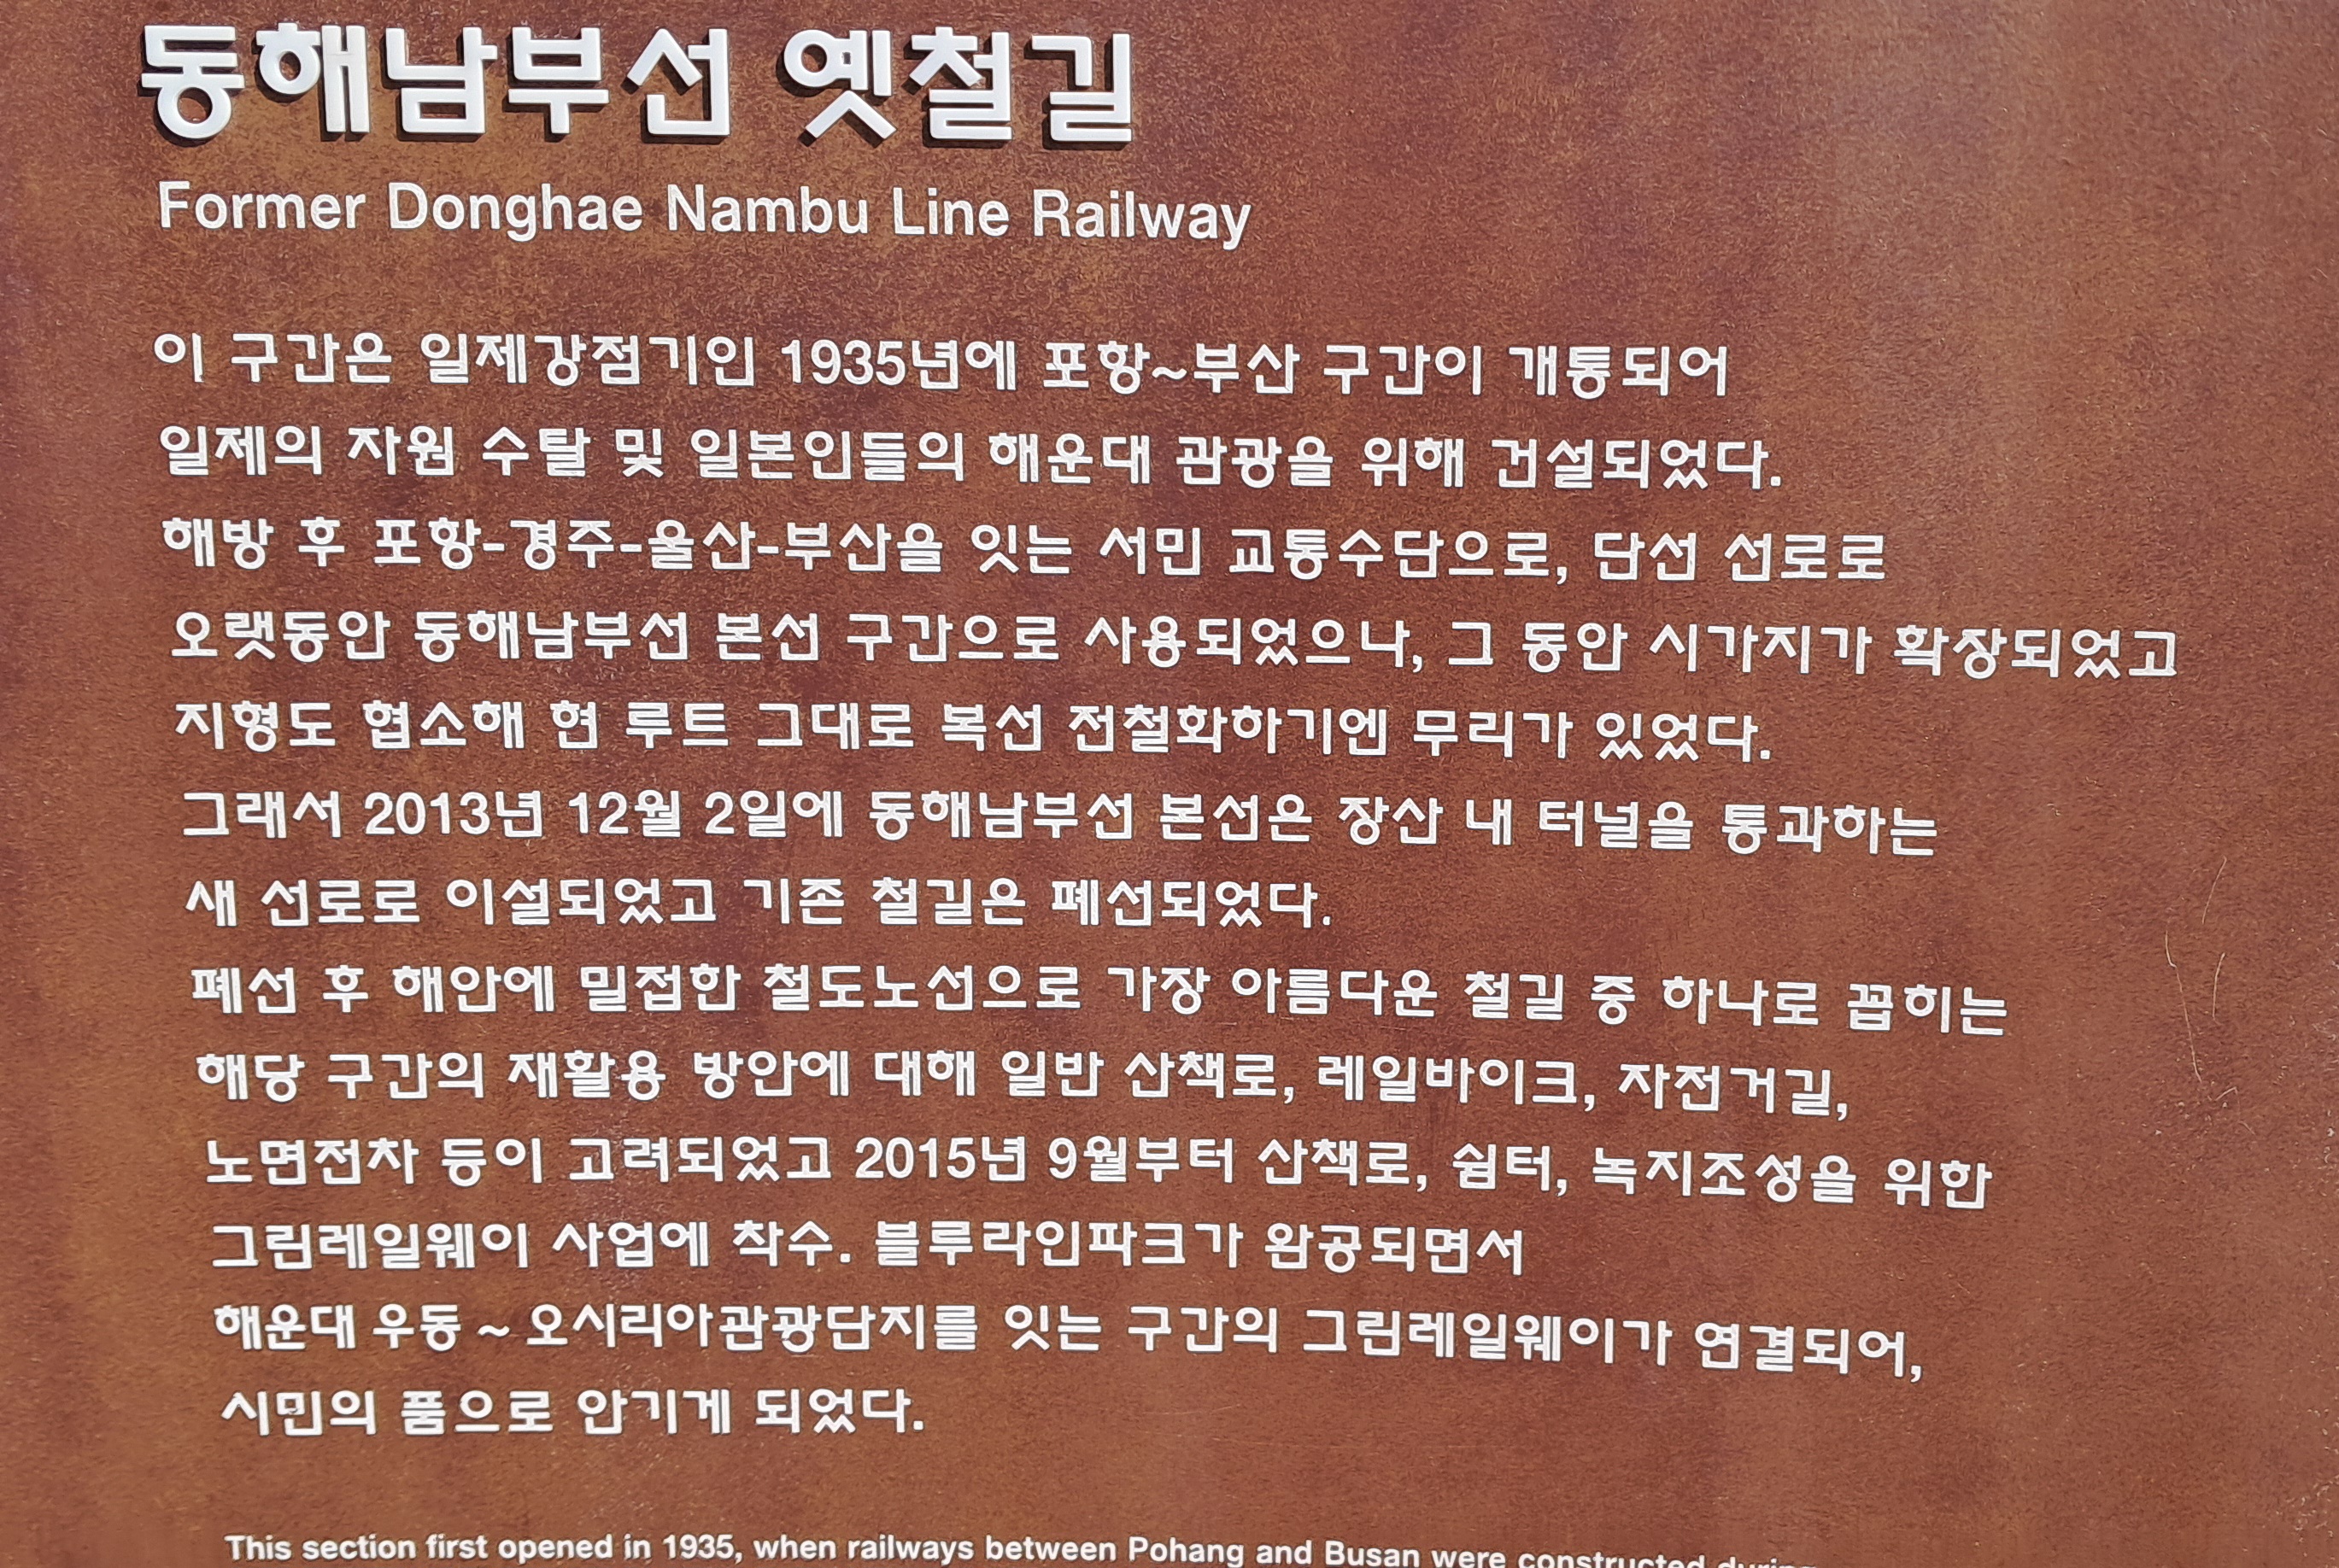 동해남부선 옛철길
Former Donghae Nambu Line Railway
이 구간은 일제강점기인 1935년에 포항~부산 구간이 개통되어
일제의 자원 수탈 및 일본인들의 해운대 관광을 위해 건설되었다.
해방 후 포항-경주-울산-부산을 잇는 서민 교통수단으로, 단선 선로로
오랫동안 동해남부선 본선 구간으로 사용되었으나, 그 동안 시가지가 확장되었고
지형도 협소해 현 루트 그대로 복선 전철화하기엔 무리가 있었다.
그래서 2013년 12월 2일에 동해남부선 본선은 장산 내 터널을 통과하는
새 선로로 이설되었고 기존 철길은 폐선되었다.
폐선 후 해안에 밀접한 철도노선으로 가장 아름다운 철길 중 하나로 꼽히는
해당 구간의 재활용 방안에 대해 일반 산책로, 레일바이크, 자전거길,
노면전차 등이 고려되었고 2015년 9월부터 산책로, 쉼터, 녹지조성을 위한
그린레일웨이 사업에 착수. 블루라인파크가 완공되면서
해운대 우동 ~ 오시리아관광단지를 잇는 구간의 그린레일웨이가 연결되어,
시민의 품으로 안기게 되었다.
This section first opened in 1935, when railways between Pohang and Busan were constructed during